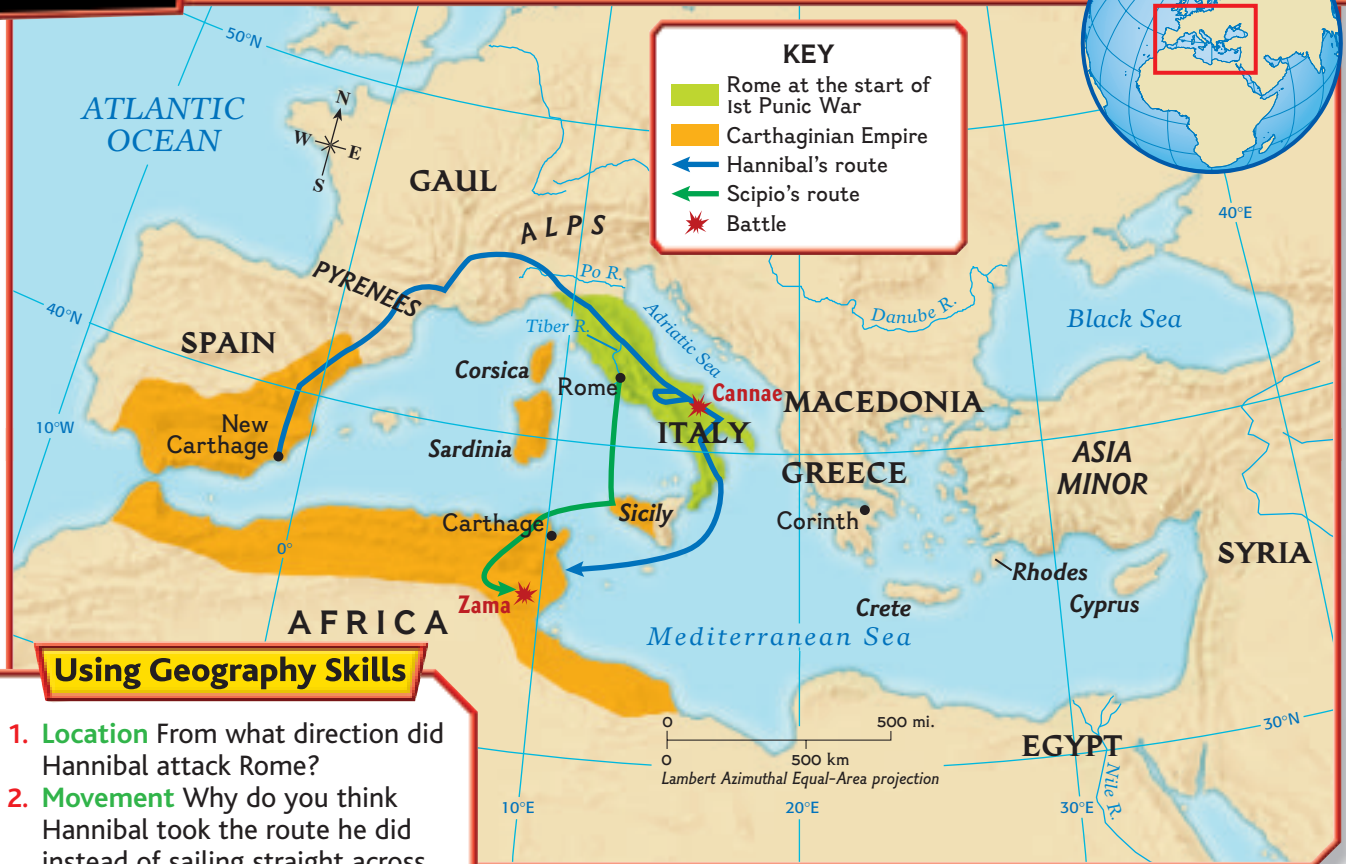 50°N
ATLANTIC
OCEAN
N
W
E
S
GAUL
ALPS
PYRENEES
KEY
Rome at the start of
1st Punic War
Carthaginian Empire
Hannibal's route
Scipio's route
Battle
40°E
Po R.
Danube R.
Black Sea
40°N
SPAIN
Tiber R.
Adriatic Sea
Corsica
Rome
Cannae
MACEDONIA
New
Carthage
10°W
Sardinia
ITALY
GREECE
ASIA
MINOR
Carthage
Sicily
Corinth
SYRIA
0°
Rhodes
Zama
Crete
Cyprus
AFRICA
Mediterranean Sea
Using Geography Skills
1. Location From what direction did
Hannibal attack Rome?
2. Movement Why do you think
Hannibal took the route he did
instead of sailing straight across
0
500 mi.
0
500 km
Lambert Azimuthal Equal-Area projection
EGYPT
Nile R.
30°N
10°E
20°E
30°E